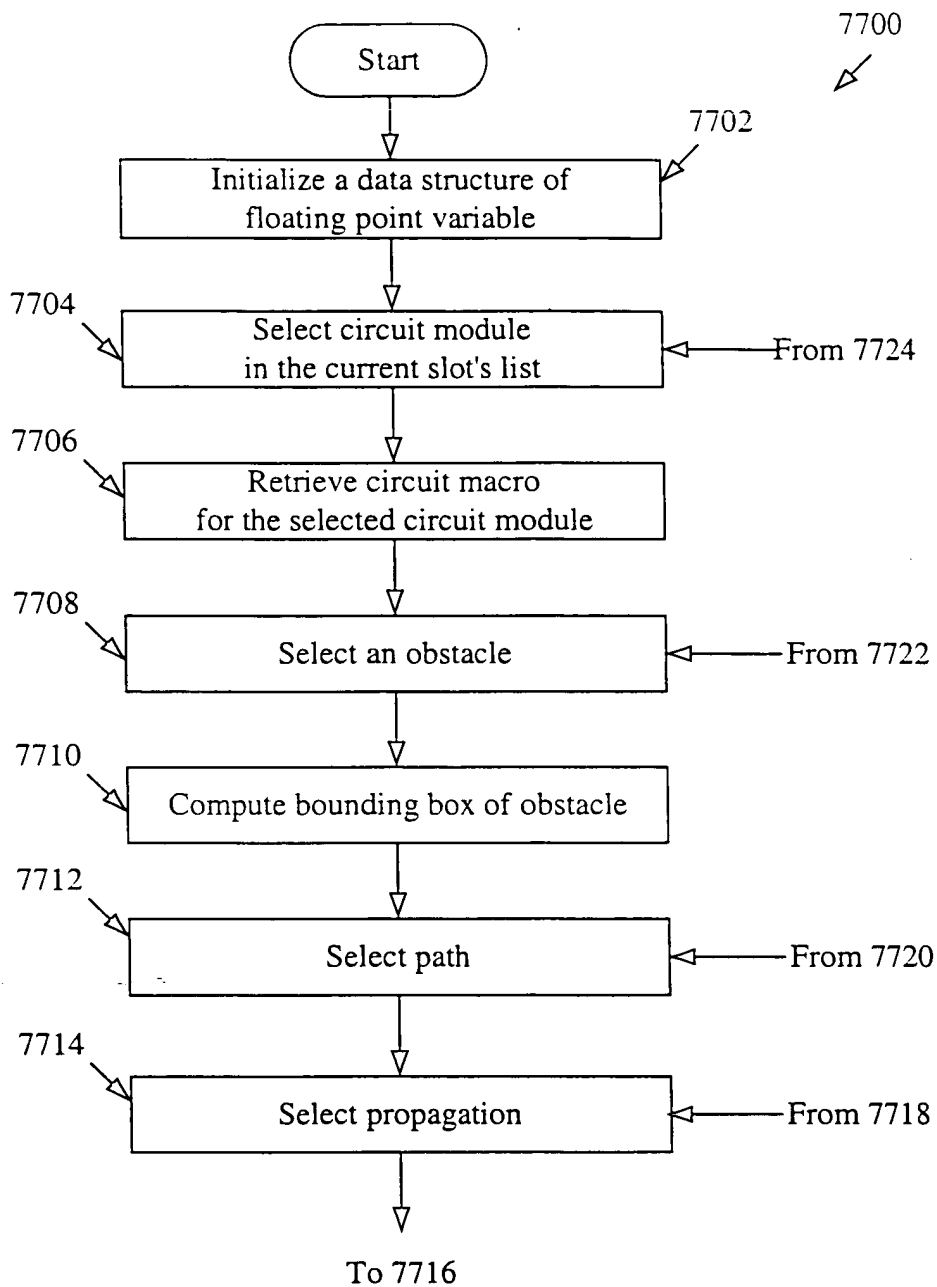 7700
Start
7702
Initialize a data structure of
floating point variable
7704
Select circuit module
in the current slot's list
From 7724
7706
Retrieve circuit macro
for the selected circuit module
7708
Select an obstacle
From 7722
7710
Compute bounding box of obstacle
7712
Select path
From 7720
7714
Select propagation
From 7718
To 7716